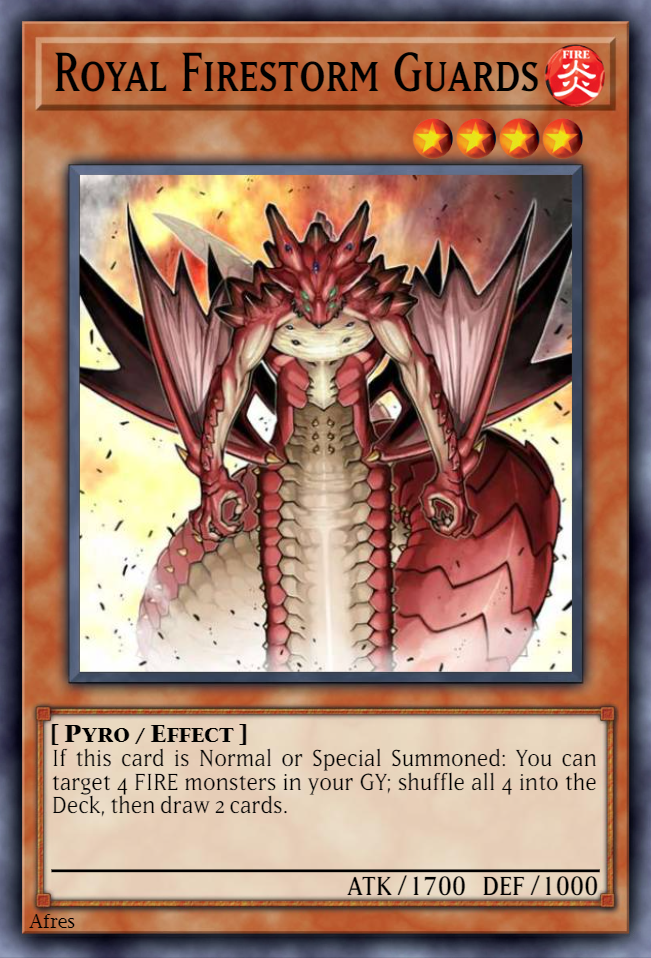 Royal Firestorm Guards
FIRE
炎
[ Pyro / Effect ]
If this card is Normal or Special Summoned: You can
target 4 FIRE monsters in your GY; shuffle all 4 into the
Deck, then draw 2 cards.
ATK / 1700 DEF / 1000
Afres